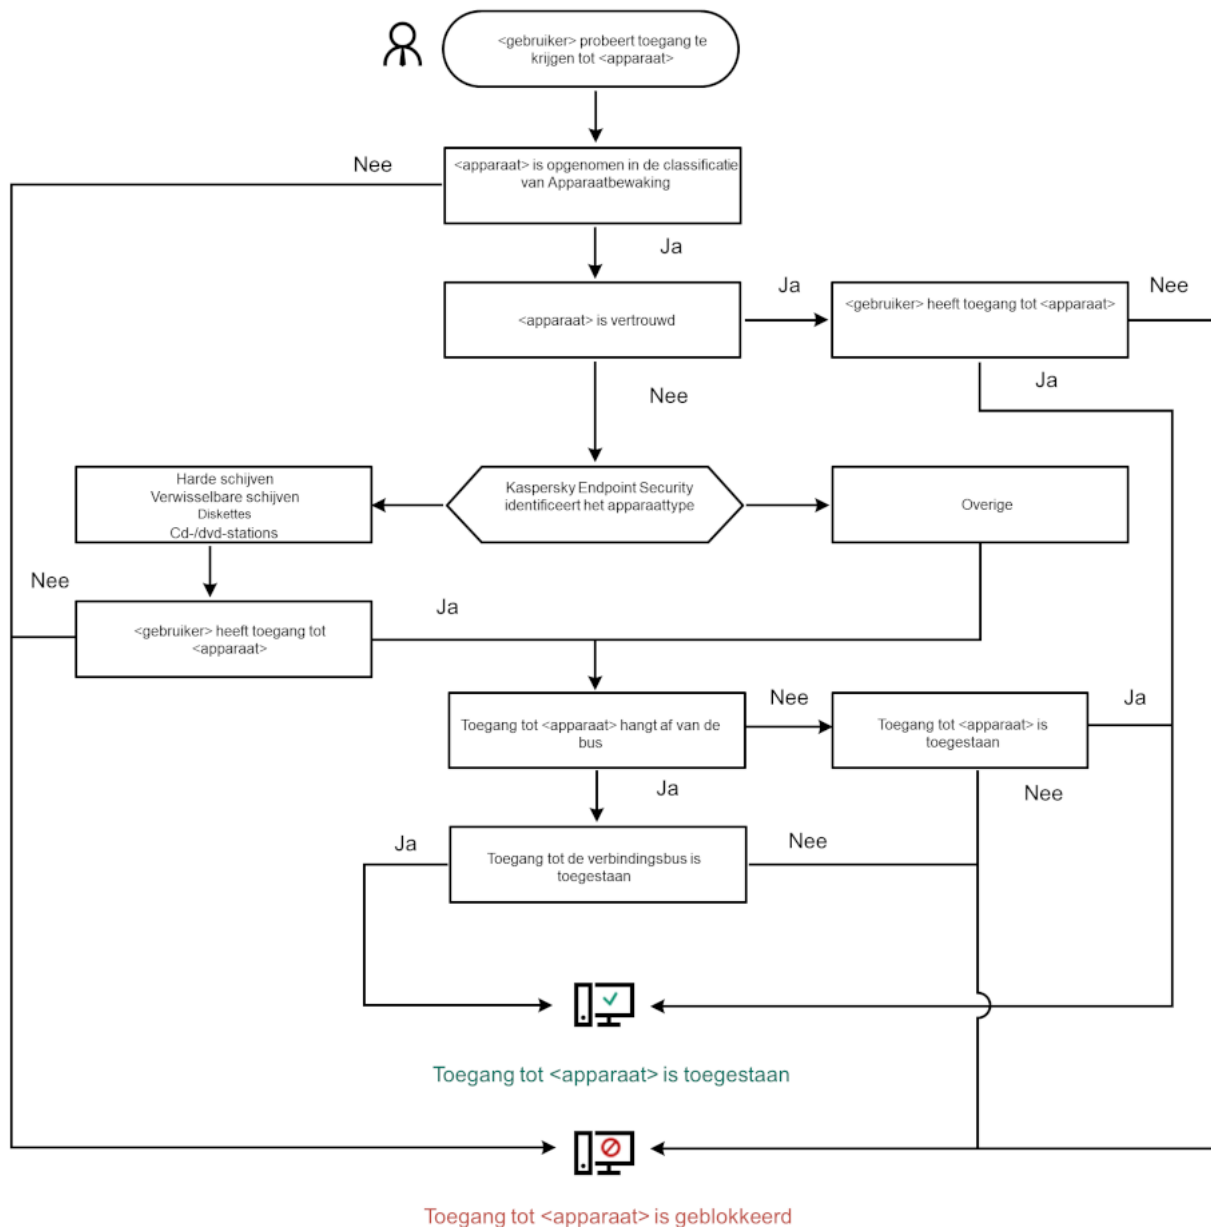 <gebruiker> probeert toegang te
krijgen tot <apparaat>
Nee
<apparaat> is opgenomen in de classificatie
van Apparaatbewaking
Ja
<apparaat> is vertrouwd
Ja
<gebruiker> heeft toegang tot <apparaat>
Nee
Ja
Nee
Harde schijven
Verwisselbare schijven
Diskettes
Cd-/dvd-stations
Kaspersky Endpoint Security
identificeert het apparaattype
Overige
Nee
<gebruiker> heeft toegang tot
<apparaat>
Ja
Toegang tot <apparaat> hangt af van de
bus
Nee
Toegang tot <apparaat> is
toegestaan
Ja
Ja
Nee
Ja
Toegang tot de verbindingsbus is
toegestaan
Nee
Toegang tot <apparaat> is toegestaan
Toegang tot <apparaat> is geblokkeerd